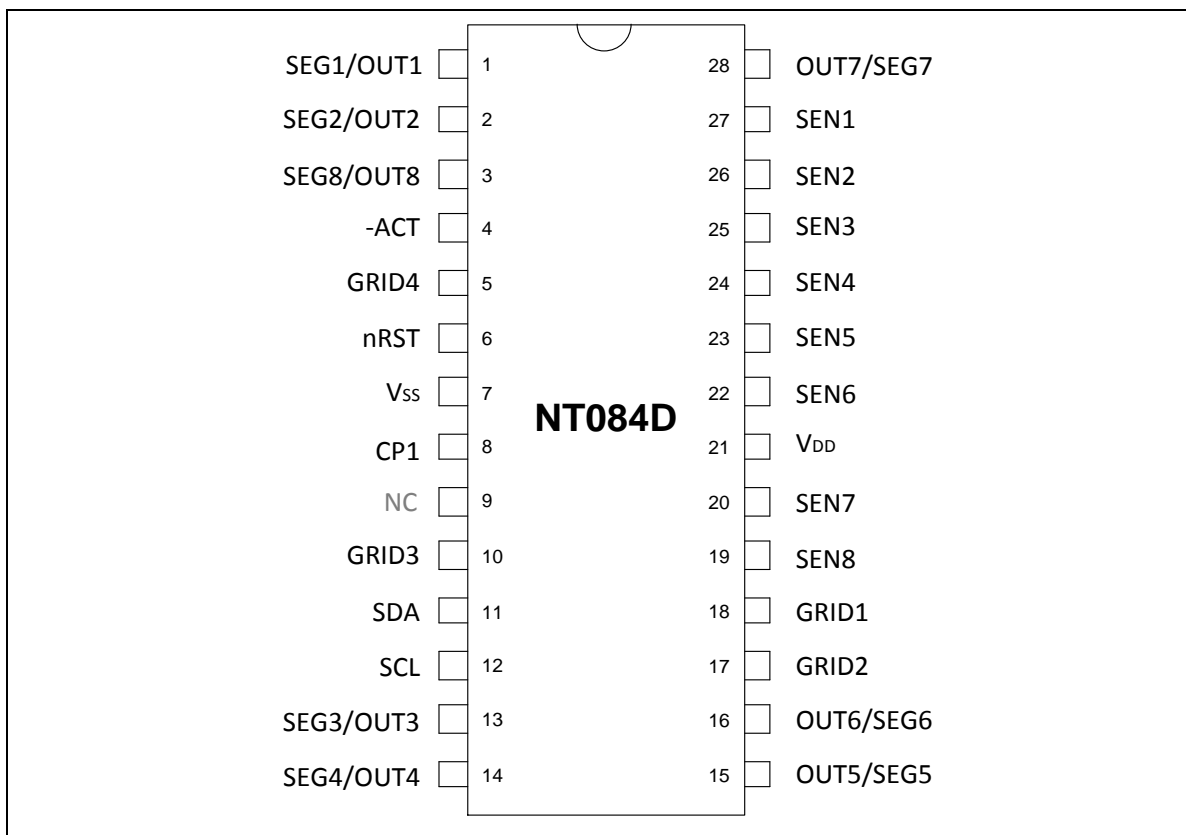 SEG1/OUT1 1 28 OUT7/SEG7
SEG2/OUT2 2 27 SEN1
SEG8/OUT8 3 26 SEN2
-ACT 4 25 SEN3
GRID4 5 24 SEN4
nRST 6 23 SEN5
Vss 7 22 SEN6
NT084D
CP1 8 21 VDD
NC 9 20 SEN7
GRID3 10 19 SEN8
SDA 11 18 GRID1
SCL 12 17 GRID2
SEG3/OUT3 13 16 OUT6/SEG6
SEG4/OUT4 14 15 OUT5/SEG5